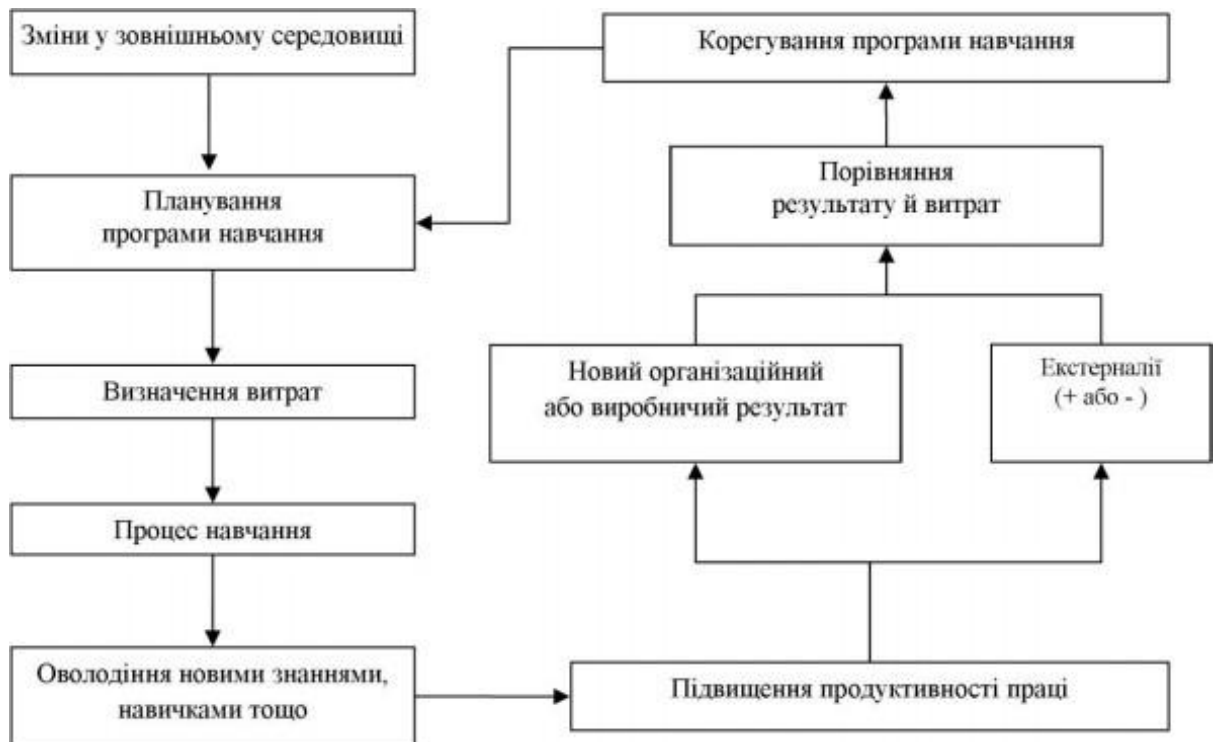 Зміни у зовнішньому середовищі
Корегування програми навчання
Планування
програми навчання
Порівняння
результату й витрат
Визначення витрат
Новий організаційний
або виробничий результат
Екстерналії
(+ або - )
Процес навчання
Оволодіння новими знаннями,
навичками тощо
Підвищення продуктивності праці